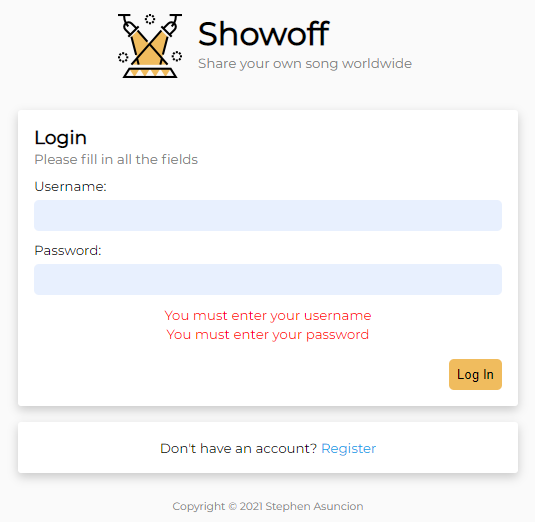 Showoff
Share your own song worldwide
Login
Please fill in all the fields
Username:
Password:
You must enter your username
You must enter your password
Log In
Don't have an account? Register
Copyright © 2021 Stephen Asuncion